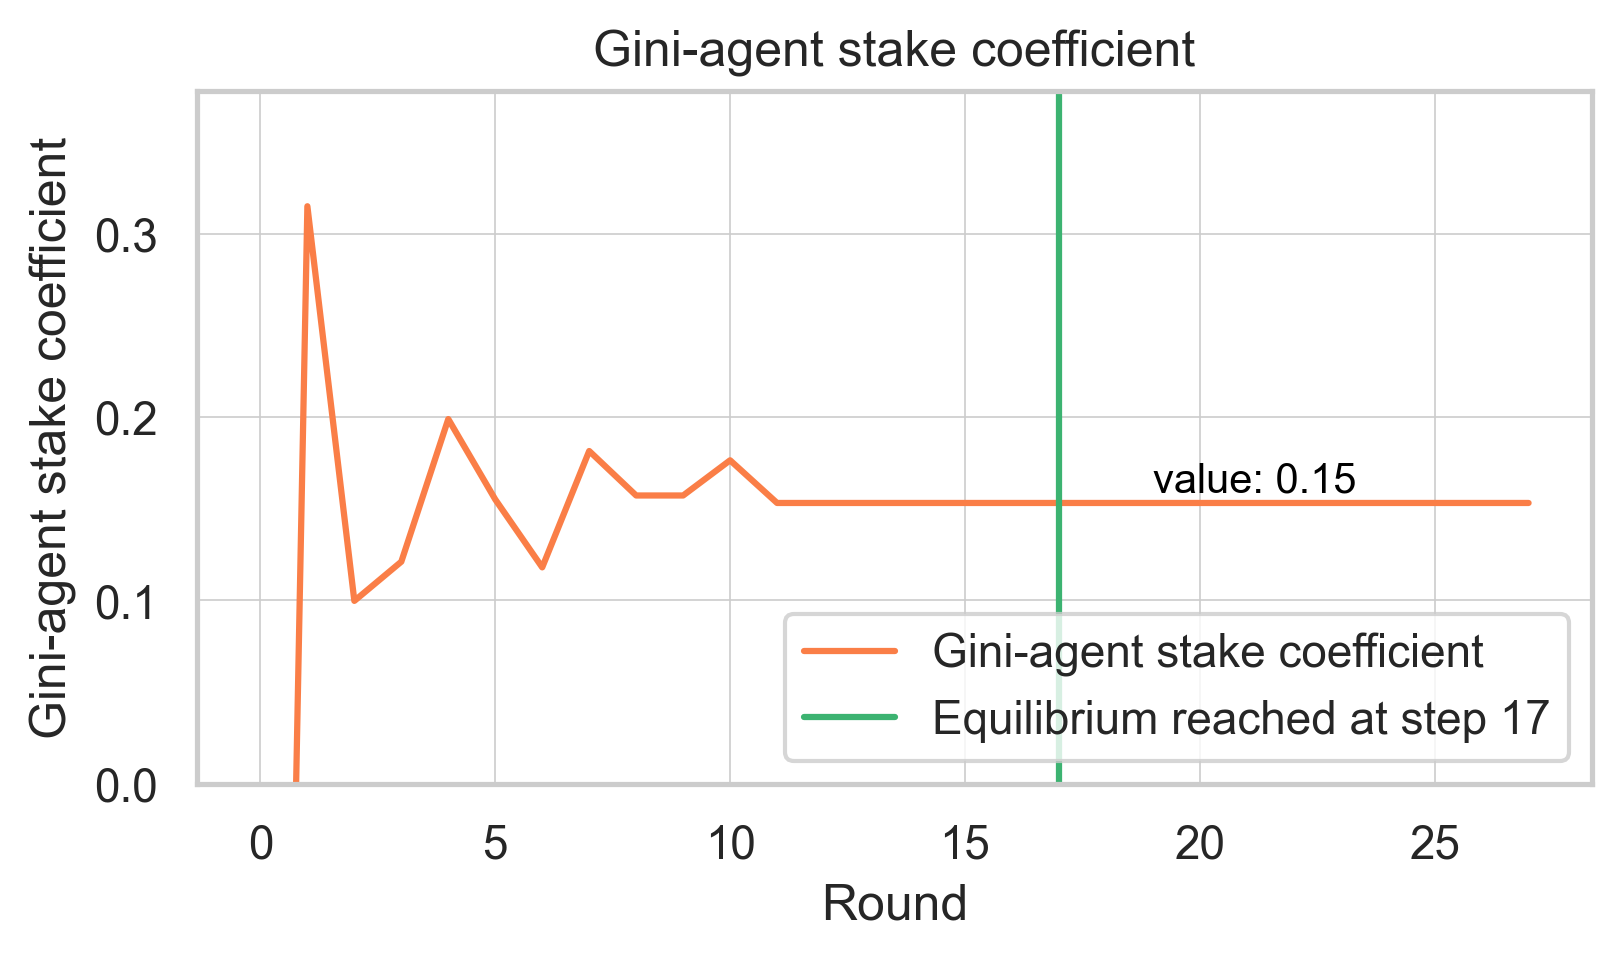 Gini-agent stake coefficient
Gini-agent stake coefficient
0.3
0.2
0.1
0.0
value: 0.15
Gini-agent stake coefficient
Equilibrium reached at step 17
0 5 10 15 20 25
Round